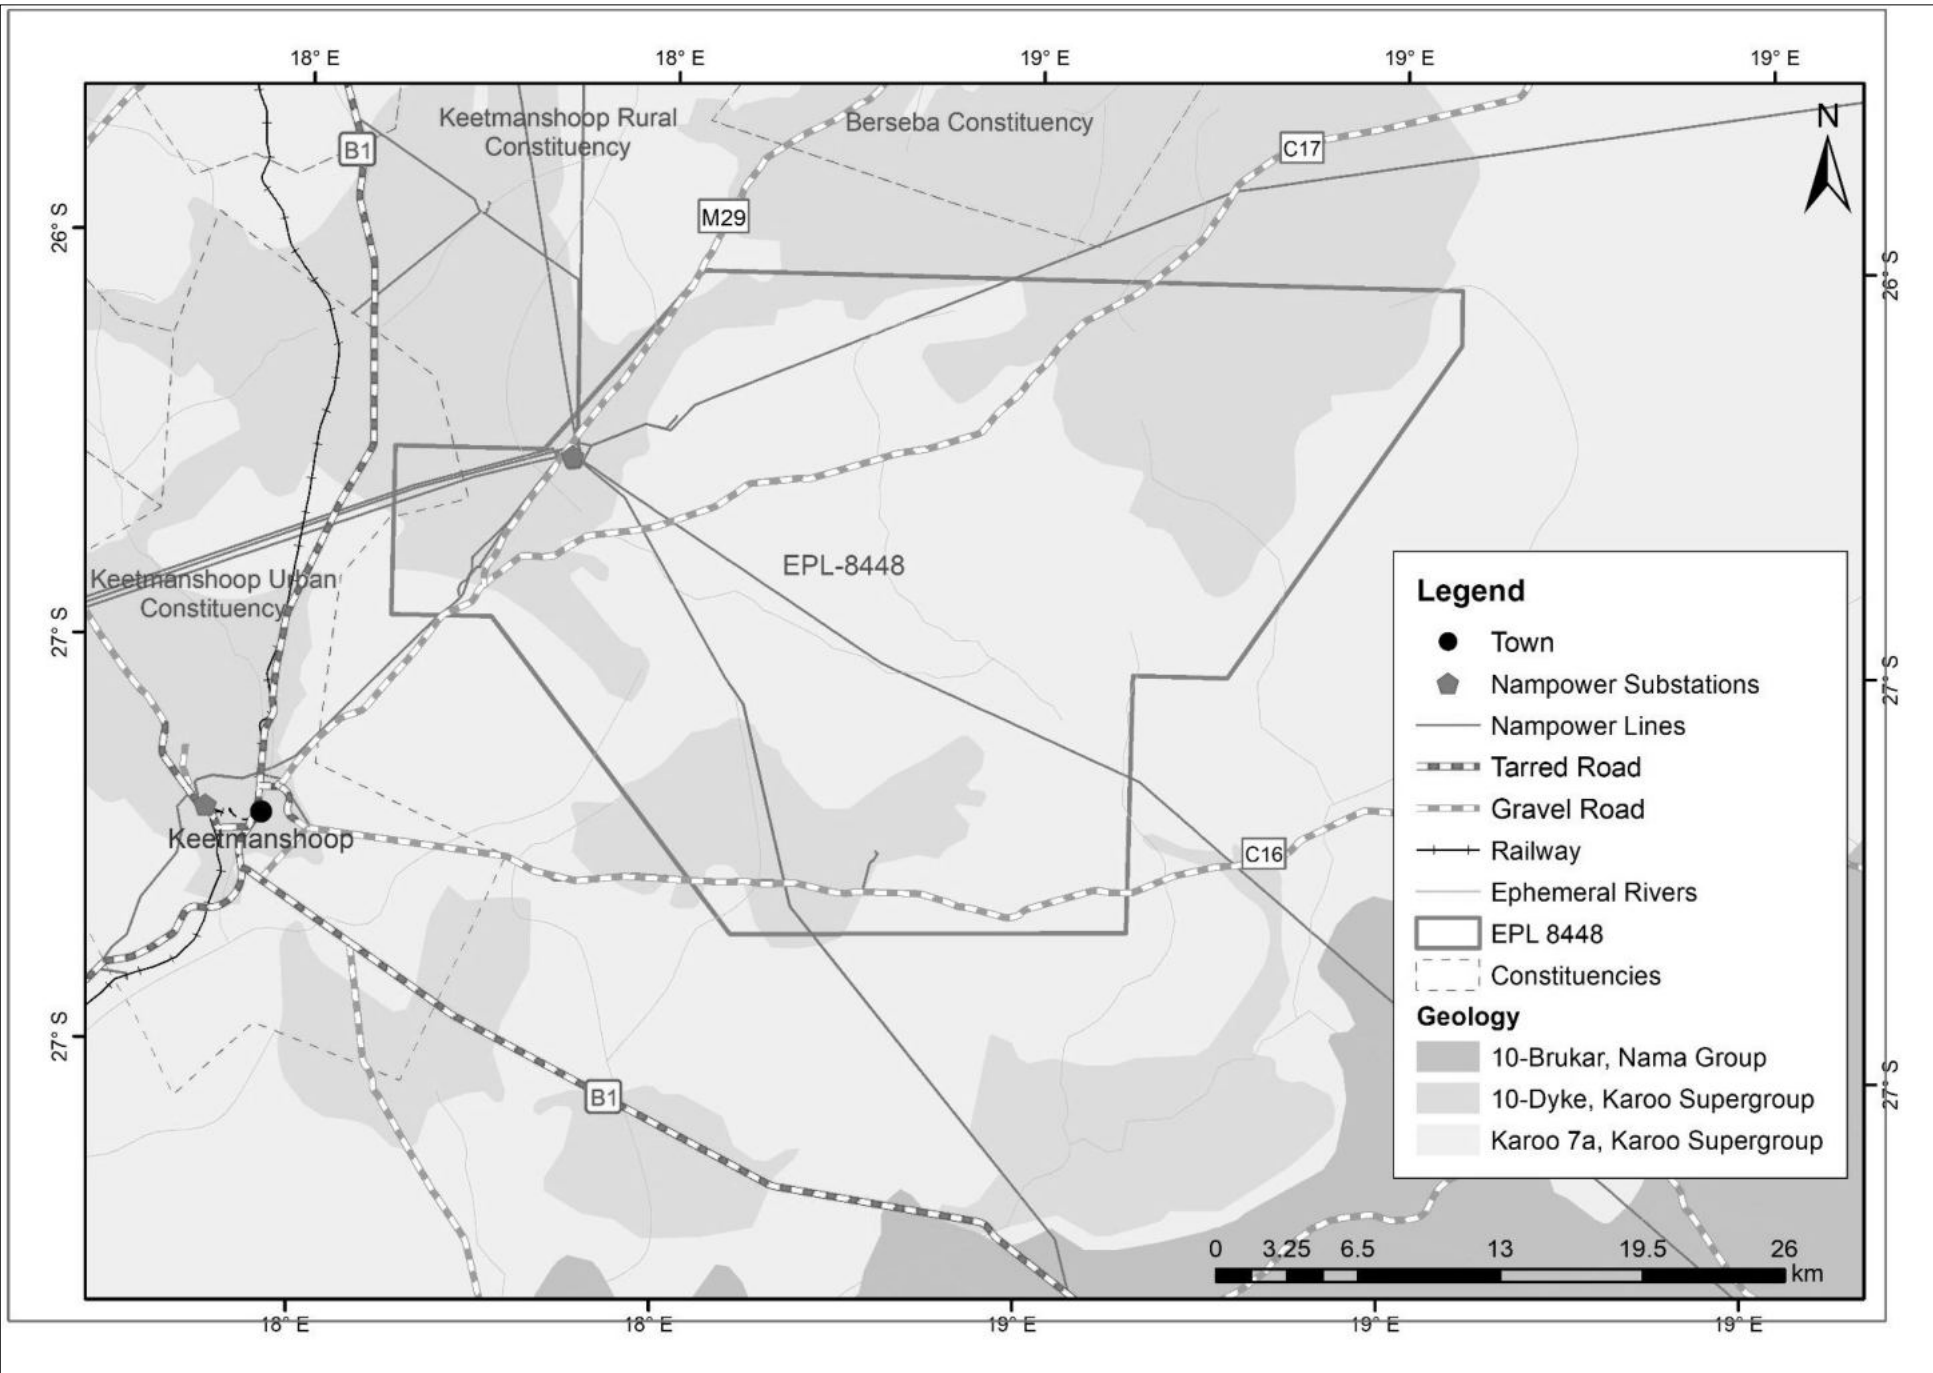 18° E
18° E
19° E
19° E
19° E
Keetmanshoop Rural
Constituency
Berseba Constituency
B1
C17
N
M29
26° S
26° S
EPL-8448
Keetmanshoop Urban
Constituency
27° S
27° S
Keetmanshoop
C16
27° S
27° S
B1
Legend
Town
Nampower Substations
Nampower Lines
Tarred Road
Gravel Road
Railway
Ephemeral Rivers
EPL 8448
Constituencies
Geology
10-Brukar, Nama Group
10-Dyke, Karoo Supergroup
Karoo 7a, Karoo Supergroup
0 3.25 6.5 13 19.5 26
km
18° E
18° E
19° E
19° E
19° E